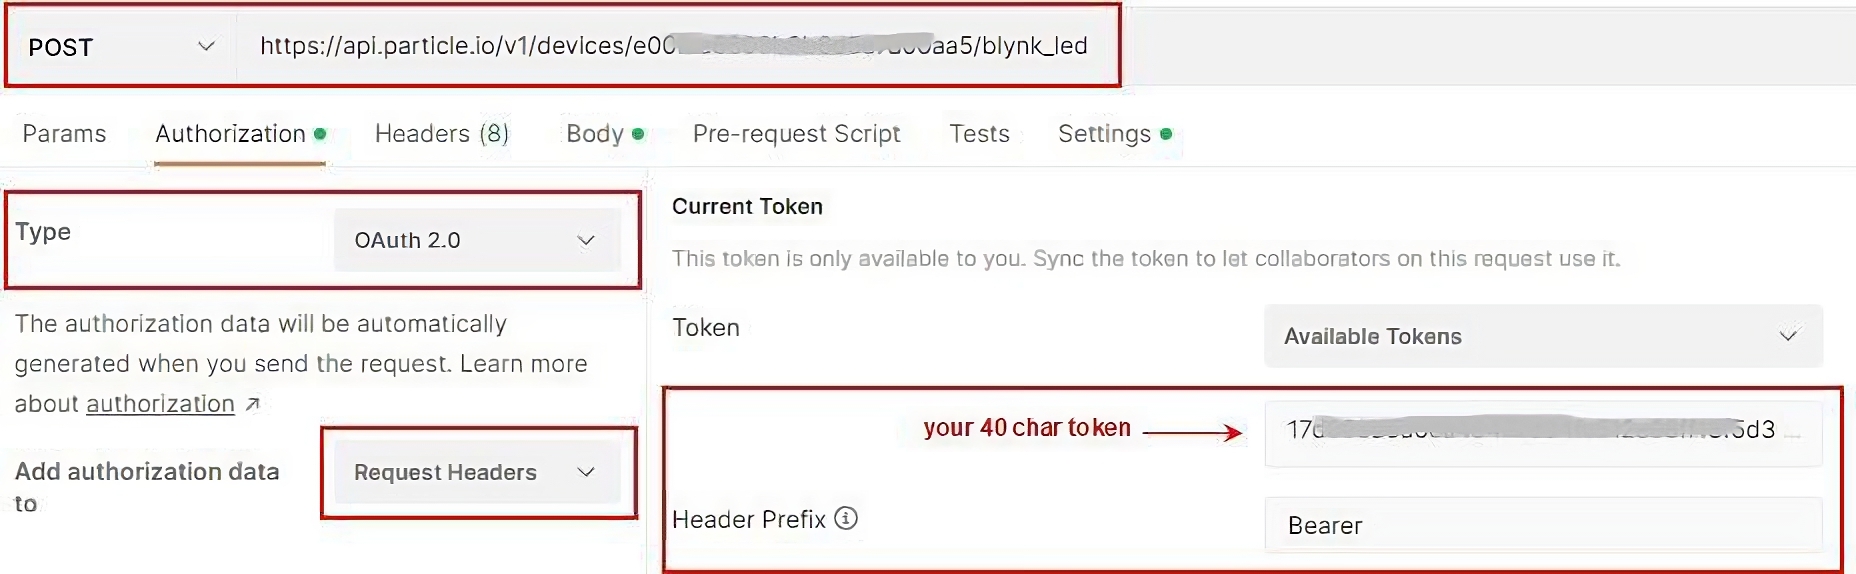 POST
https://api.particle.io/v1/devices/e00 aa5/blynk_led
Params Authorization Headers (8) Body Pre-request Script Tests Settings
Type
OAuth 2.0
The authorization data will be automatically
generated when you send the request. Learn more
about authorization ↗
Add authorization data
to
Request Headers
Current Token
This token is only available to you. Sync the token to let collaborators on this request use it.
Token
Available Tokens
your 40 char token
17d 5d3 ...
Header Prefix
Bearer